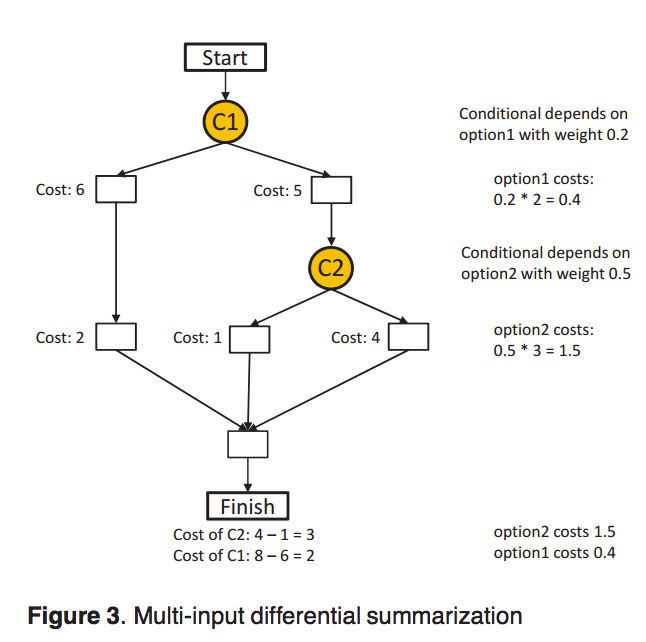 Start
C1
Conditional depends on
option1 with weight 0.2
Cost: 6
Cost: 5
option1 costs:
0.2 * 2 = 0.4
C2
Conditional depends on
option2 with weight 0.5
Cost: 2
Cost: 1
Cost: 4
option2 costs:
0.5 * 3 = 1.5
Finish
Cost of C2: 4 – 1 = 3
Cost of C1: 8 – 6 = 2
option2 costs 1.5
option1 costs 0.4
Figure 3. Multi-input differential summarization